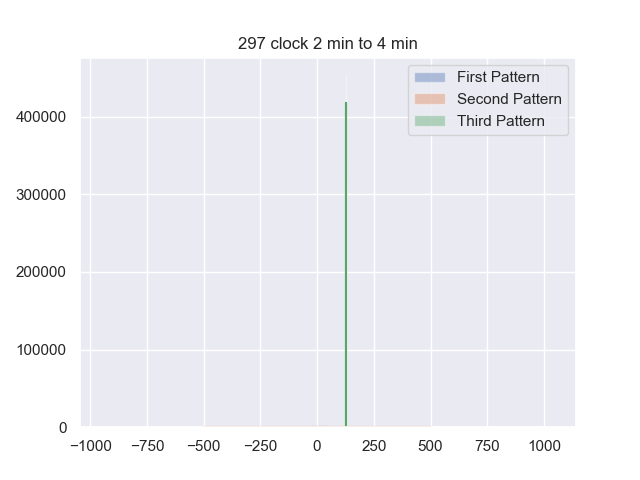 297 clock 2 min to 4 min
First Pattern
Second Pattern
Third Pattern
400000
300000
200000
100000
0
−1000 −750 −500 −250 0 250 500 750 1000